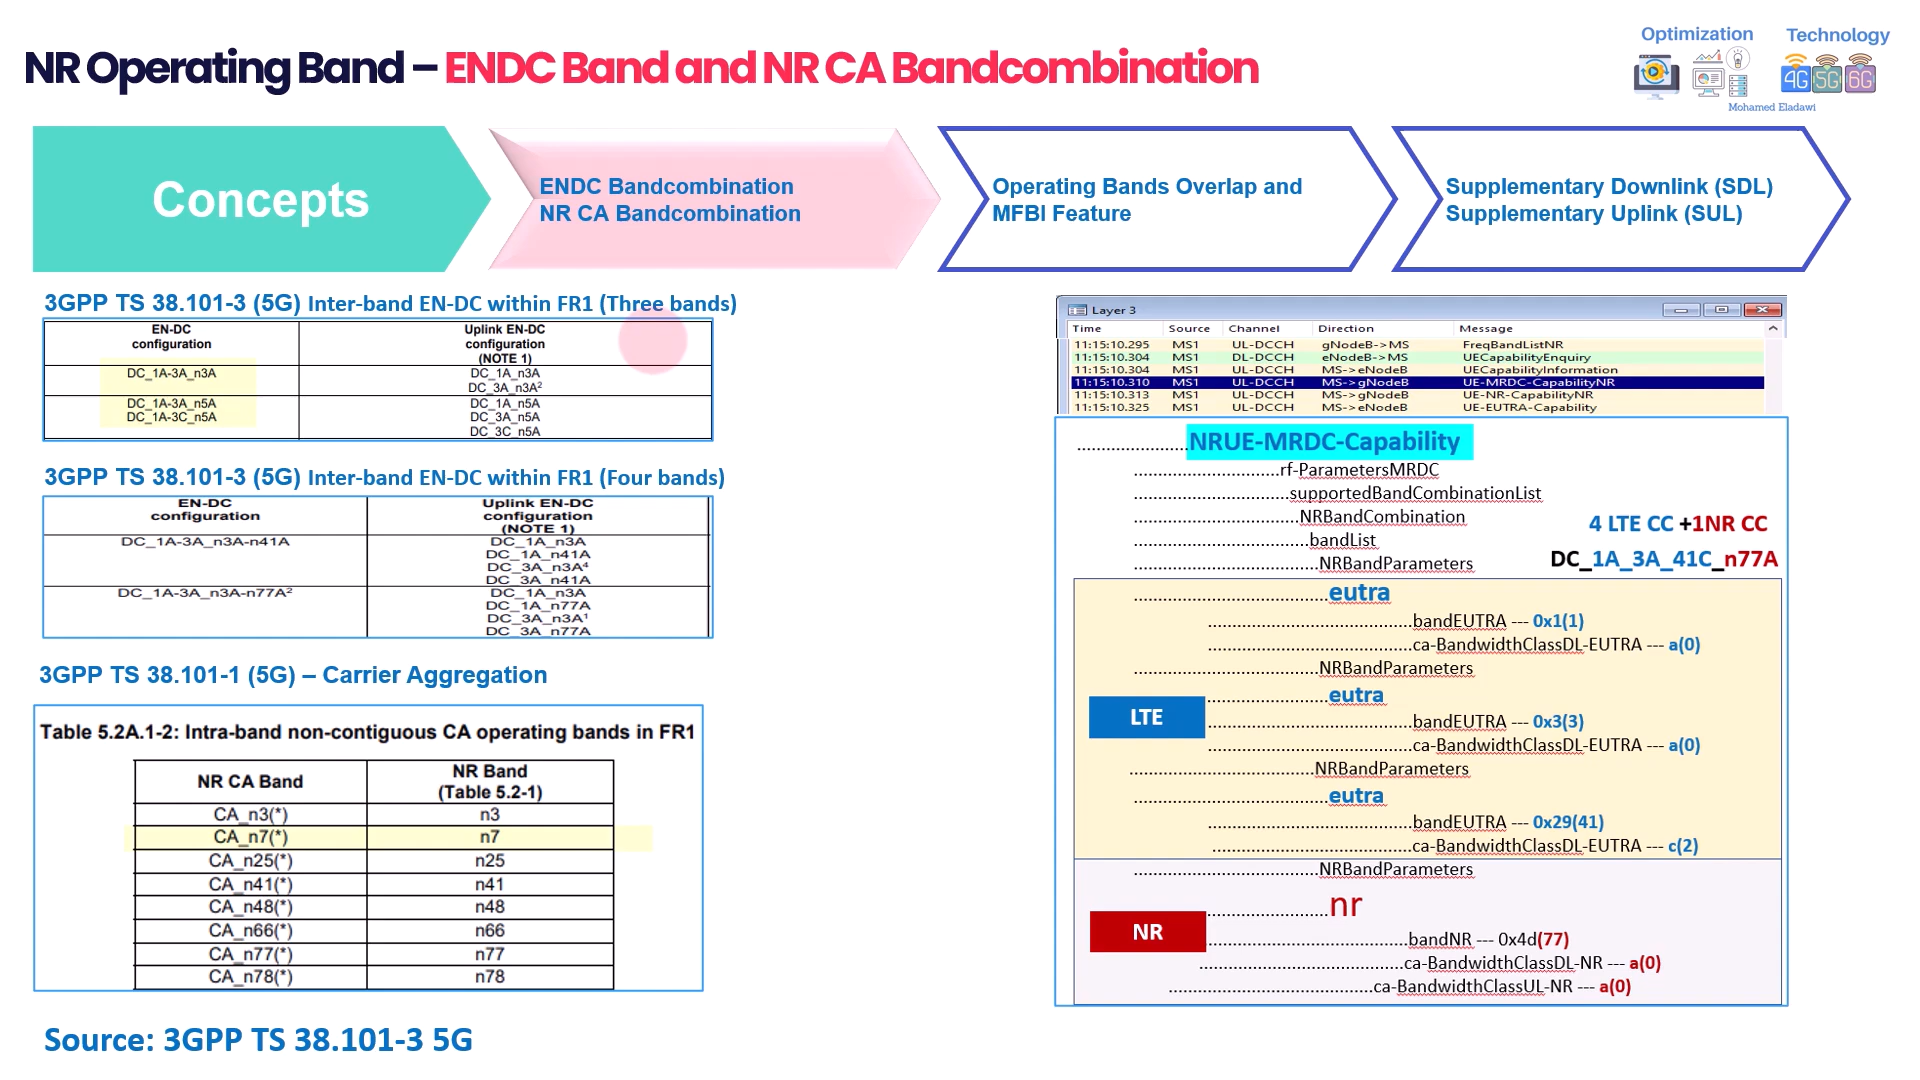 NR Operating Band – ENDC Band and NR CA Bandcombination
Optimization
Technology
4G 5G 6G
Mohamed Eladawi
Concepts
ENDC Bandcombination
NR CA Bandcombination
Operating Bands Overlap and
MFBI Feature
Supplementary Downlink (SDL)
Supplementary Uplink (SUL)
3GPP TS 38.101-3 (5G) Inter-band EN-DC within FR1 (Three bands)
EN-DC
configuration
Uplink EN-DC
configuration
(NOTE 1)
DC_1A-3A_n3A
DC_1A_n3A
DC_3A_n3A²
DC_1A-3A_n5A
DC_1A-3C_n5A
DC_1A_n5A
DC_3A_n5A
DC_3C_n5A
3GPP TS 38.101-3 (5G) Inter-band EN-DC within FR1 (Four bands)
EN-DC
configuration
Uplink EN-DC
configuration
(NOTE 1)
DC_1A-3A_n3A-n41A
DC_1A_n3A
DC_1A_n41A
DC_3A_n3A⁴
DC_3A_n41A
DC_1A-3A_n3A-n77A²
DC_1A_n3A
DC_1A_n77A
DC_3A_n3A¹
DC_3A_n77A
3GPP TS 38.101-1 (5G) – Carrier Aggregation
Table 5.2A.1-2: Intra-band non-contiguous CA operating bands in FR1
NR CA Band
NR Band
(Table 5.2-1)
CA_n3(*) n3
CA_n7(*) n7
CA_n25(*) n25
CA_n41(*) n41
CA_n48(*) n48
CA_n66(*) n66
CA_n77(*) n77
CA_n78(*) n78
Source: 3GPP TS 38.101-3 5G
Layer 3
Time Source Channel Direction Message
11:15:10.295 MS1 UL-DCCH gNodeB->MS FreqBandListNR
11:15:10.304 MS1 DL-DCCH eNodeB->MS UECapabilityEnquiry
11:15:10.304 MS1 UL-DCCH MS->eNodeB UECapabilityInformation
11:15:10.310 MS1 UL-DCCH MS->gNodeB UE-MRDC-CapabilityNR
11:15:10.313 MS1 UL-DCCH MS->gNodeB UE-NR-CapabilityNR
11:15:10.325 MS1 UL-DCCH MS->eNodeB UE-EUTRA-Capability
......................NRUE-MRDC-Capability
.............................rf-ParametersMRDC
...............................supportedBandCombinationList
.................................NRBandCombination
...................................bandList
.....................................NRBandParameters
4 LTE CC +1NR CC
DC_1A_3A_41C_n77A
.......................................eutra
.........................................bandEUTRA --- 0x1(1)
.........................................ca-BandwidthClassDL-EUTRA --- a(0)
.....................................NRBandParameters
LTE
........................eutra
.........................................bandEUTRA --- 0x3(3)
.........................................ca-BandwidthClassDL-EUTRA --- a(0)
.....................................NRBandParameters
.......................................eutra
.........................................bandEUTRA --- 0x29(41)
.........................................ca-BandwidthClassDL-EUTRA --- c(2)
.....................................NRBandParameters
NR
........................nr
.........................................bandNR --- 0x4d(77)
.........................................ca-BandwidthClassDL-NR --- a(0)
.........................................ca-BandwidthClassUL-NR --- a(0)